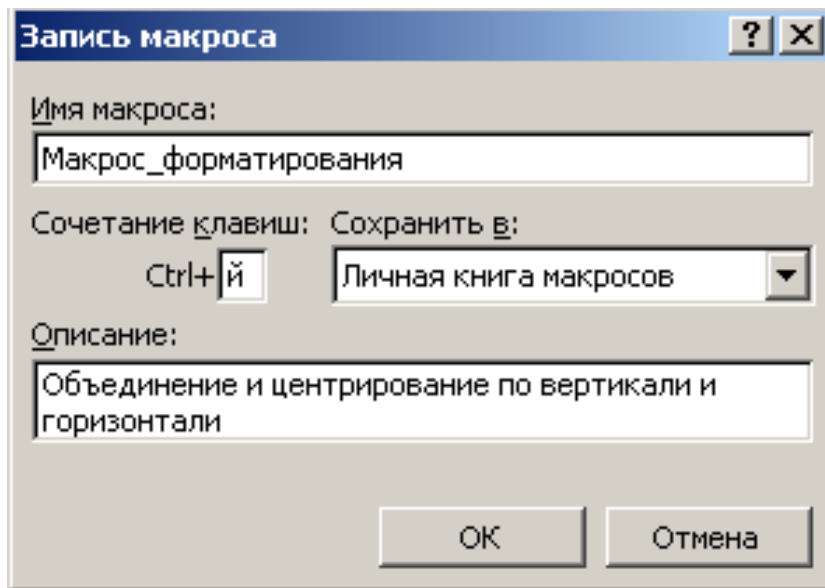 Запись макроса
Имя макроса:
Макрос_форматирования
Сочетание клавиш: Сохранить в:
Ctrl+ й Личная книга макросов
Описание:
Объединение и центрирование по вертикали и
горизонтали
ОК Отмена